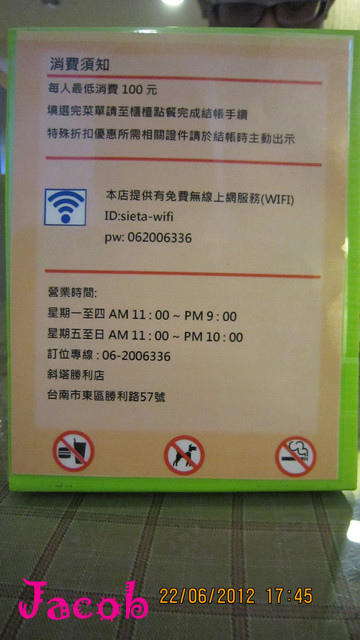 消費須知
每人最低消費 100 元
填選完菜單請至櫃檯點餐完成結帳手續
特殊折扣優惠所需相關證件請於結帳時主動出示
本店提供有免費無線上網服務(WIFI)
ID:sieta-wifi
pw: 062006336
營業時間:
星期一至四 AM 11 : 00 ~ PM 9 : 00
星期五至日 AM 11 : 00 ~ PM 10 : 00
訂位專線 : 06-2006336
斜塔勝利店
台南市東區勝利路57號
Jacob
22/06/2012 17:45